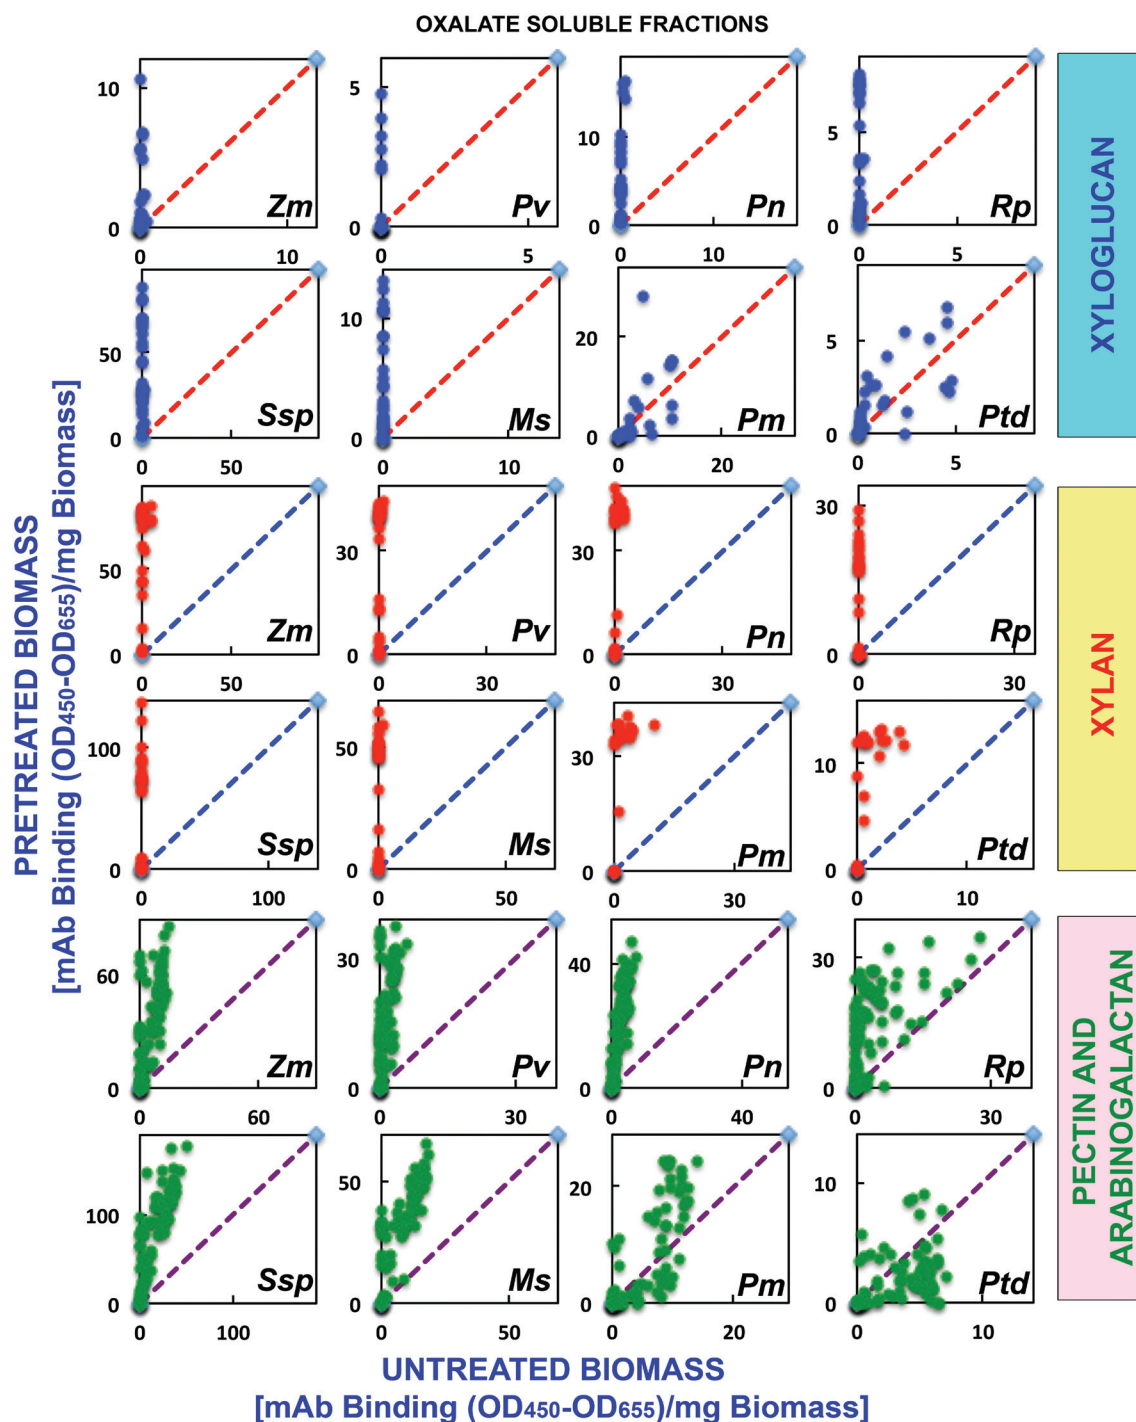 OXALATE SOLUBLE FRACTIONS
PRETREATED BIOMASS
[mAb Binding (OD450-OD655)/mg Biomass]
10
0
Zm
0
10
5
0
Pv
0
5
10
0
Pn
0
10
5
0
Rp
0
5
XYLOGLUCAN
50
0
Ssp
0
50
10
0
Ms
0
10
20
0
Pm
0
20
5
0
Ptd
0
5
50
0
Zm
0
50
30
0
Pv
0
30
30
0
Pn
0
30
30
0
Rp
0
30
XYLAN
100
0
Ssp
0
100
50
0
Ms
0
50
30
0
Pm
0
30
10
0
Ptd
0
10
60
0
Zm
0
60
30
0
Pv
0
30
40
0
Pn
0
40
30
0
Rp
0
30
PECTIN AND
ARABINOGALACTAN
100
0
Ssp
0
100
50
0
Ms
0
50
20
0
Pm
0
20
10
0
Ptd
0
10
UNTREATED BIOMASS
[mAb Binding (OD450-OD655)/mg Biomass]